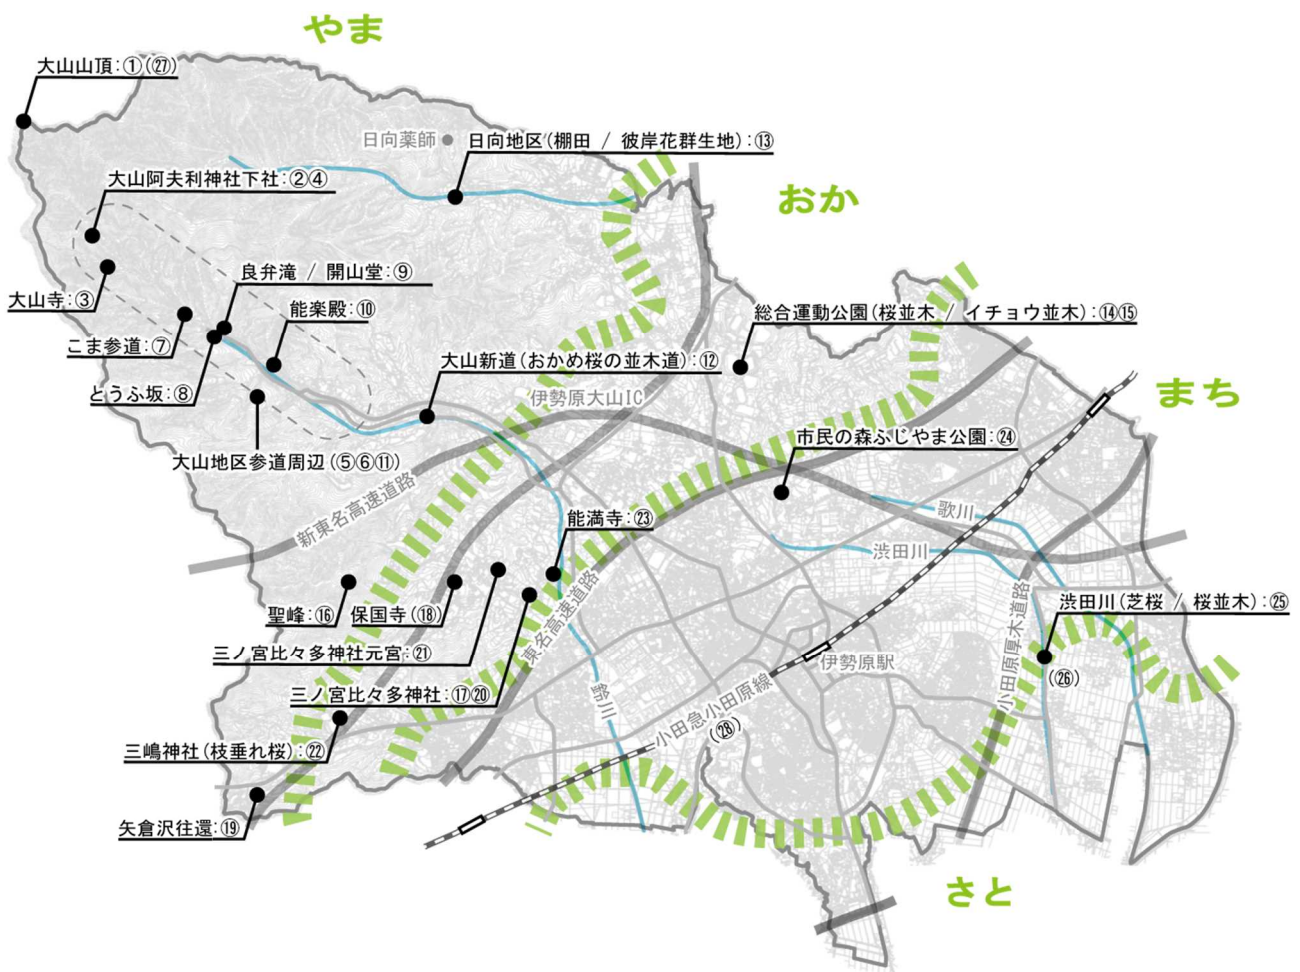 やま
大山山頂:①(㉗)
日向薬師
日向地区(棚田 / 彼岸花群生地):⑬
大山阿夫利神社下社:②④
おか
良弁滝 / 開山堂:⑨
大山寺:③
能楽殿:⑩
総合運動公園(桜並木 / イチョウ並木):⑭⑮
こま参道:⑦
大山新道(おかめ桜の並木道):⑫
とうふ坂:⑧
伊勢原大山IC
まち
市民の森ふじやま公園:㉔
大山地区参道周辺(⑤⑥⑪)
新東名高速道路
歌川
能満寺:㉓
渋田川
聖峰:⑯
保国寺(⑱)
東名高速道路
小田原厚木道路
渋田川(芝桜 / 桜並木):㉕
三ノ宮比々多神社元宮:㉑
伊勢原駅
(㉖)
三ノ宮比々多神社:⑰⑳
鈴川
小田急小田原線
(㉘)
三嶋神社(枝垂れ桜):㉒
矢倉沢往還:⑲
さと